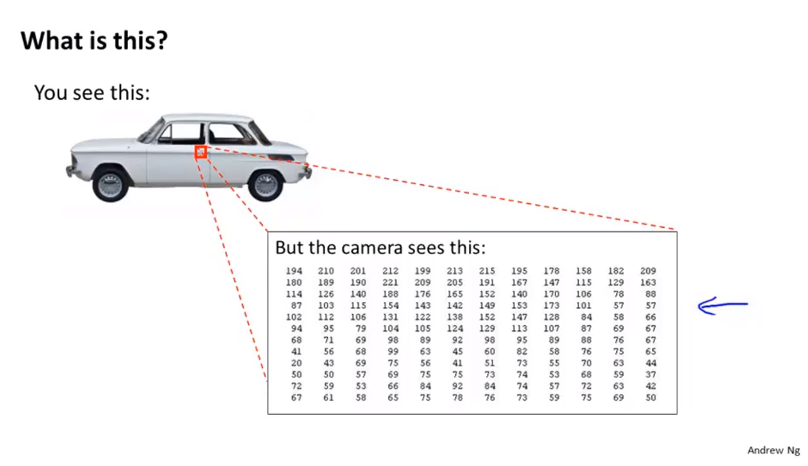 What is this?
You see this:
But the camera sees this:
194 210 201 212 199 213 215 195 178 158 182 209
180 189 190 221 209 205 191 167 147 115 129 163
114 126 140 188 176 165 152 140 170 106 78 88
87 103 115 154 143 142 149 153 173 101 57 57
102 112 106 131 122 138 152 147 128 84 58 66
94 95 79 104 105 124 129 113 107 87 69 67
68 71 69 98 89 92 98 95 89 88 76 67
41 56 68 99 63 45 60 82 58 76 75 65
20 43 69 75 56 41 51 73 55 70 63 44
50 50 57 69 75 75 73 74 53 68 59 37
72 59 53 66 84 92 84 74 57 72 63 42
67 61 58 65 75 78 76 73 59 75 69 50
Andrew Ng